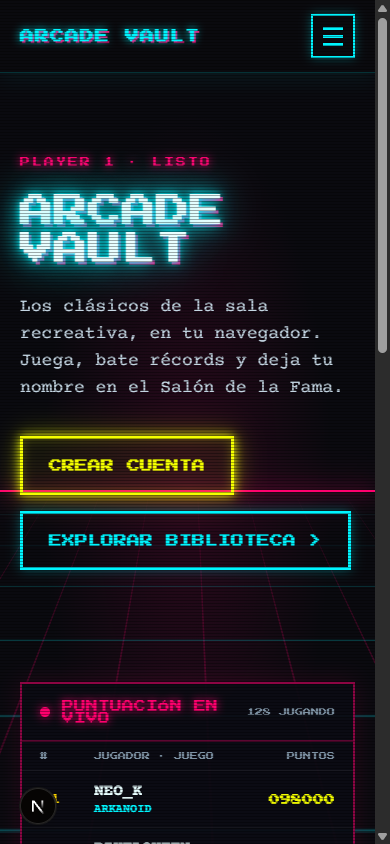 ARCADE VAULT
PLAYER 1 · LISTO
ARCADE
VAULT
Los clásicos de la sala
recreativa, en tu navegador.
Juega, bate récords y deja tu
nombre en el Salón de la Fama.
CREAR CUENTA
EXPLORAR BIBLIOTECA >
PUNTUACIóN EN
VIVO
128 JUGANDO
# JUGADOR · JUEGO PUNTOS
N 1 NEO_K 098000
ARKANOID